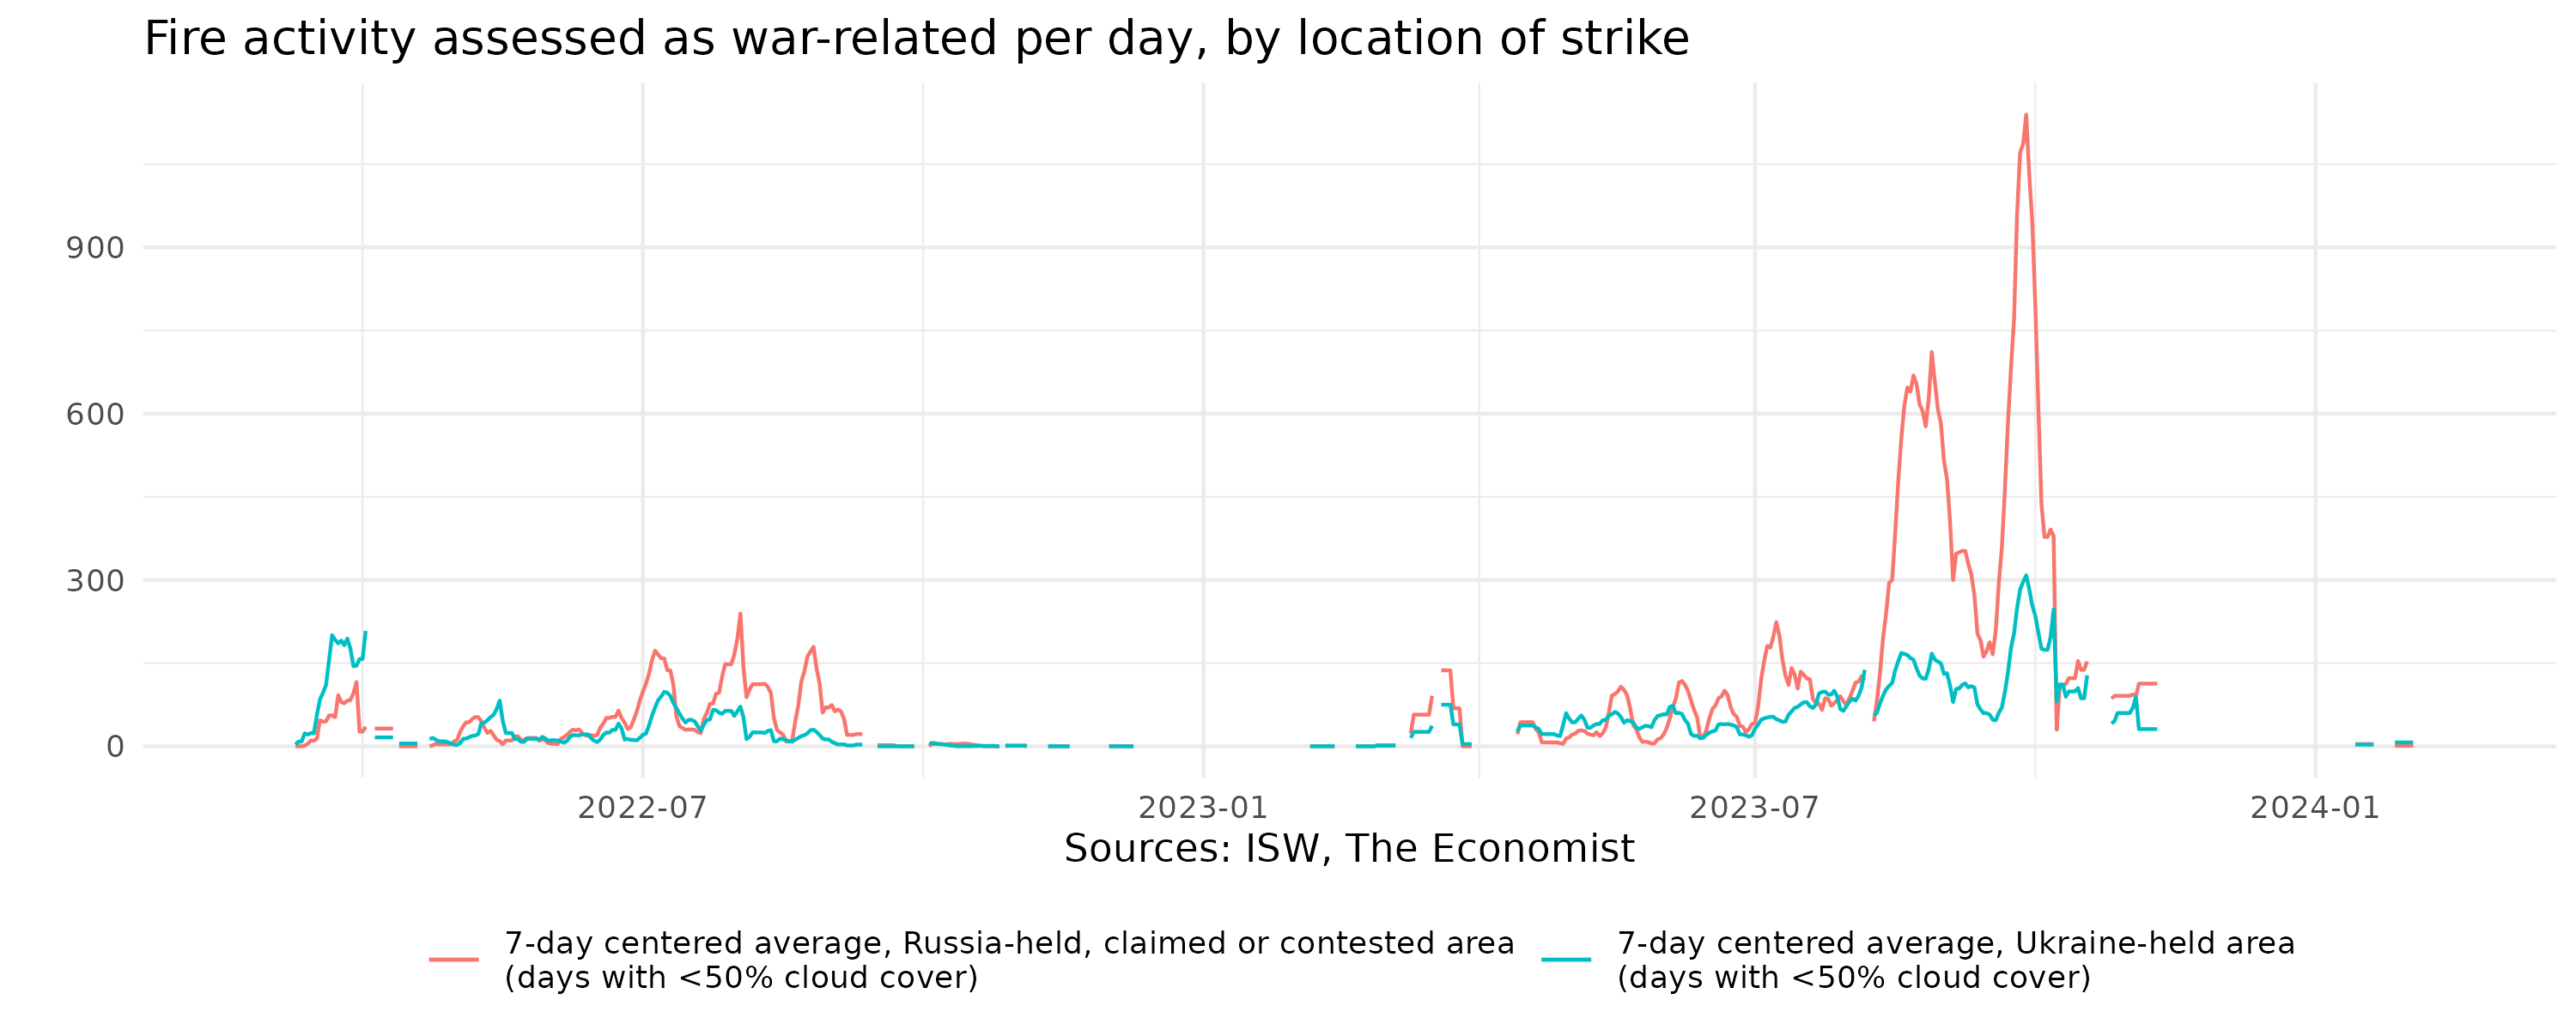 Fire activity assessed as war-related per day, by location of strike
900
600
300
0
2022-07
2023-01
2023-07
2024-01
Sources: ISW, The Economist
7-day centered average, Russia-held, claimed or contested area
(days with <50% cloud cover)
7-day centered average, Ukraine-held area
(days with <50% cloud cover)